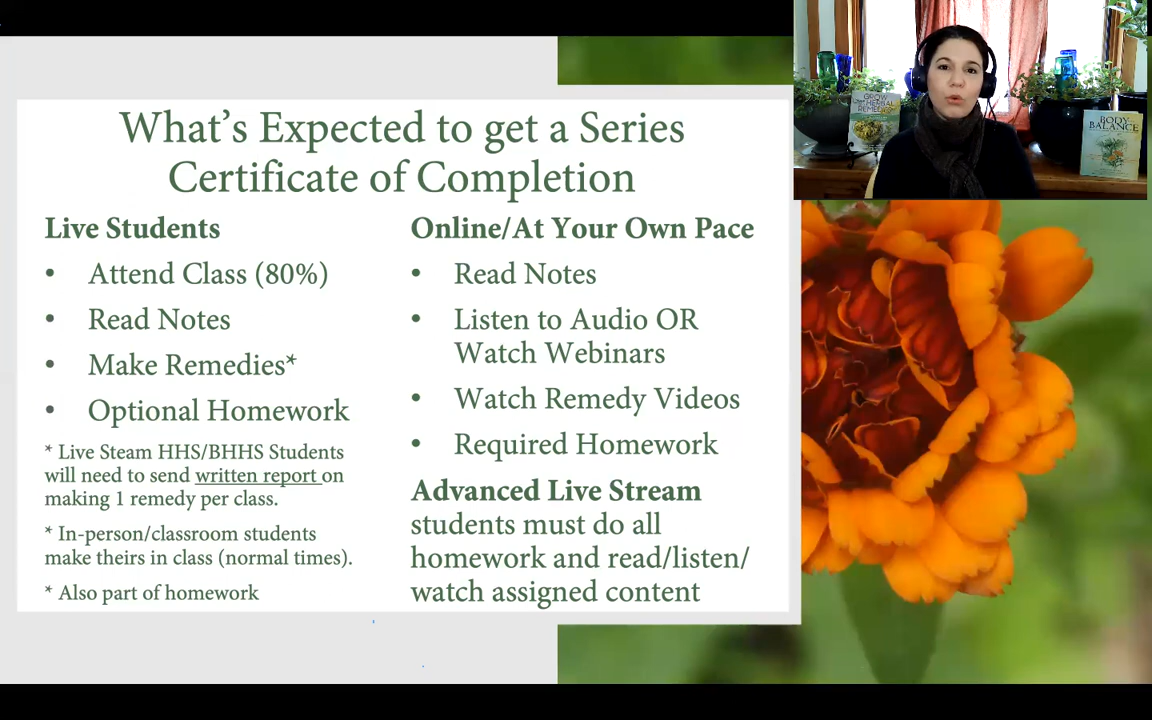 What's Expected to get a Series
Certificate of Completion
Live Students
• Attend Class (80%)
• Read Notes
• Make Remedies*
• Optional Homework
* Live Steam HHS/BHHS Students
will need to send written report on
making 1 remedy per class.
* In-person/classroom students
make theirs in class (normal times).
* Also part of homework
Online/At Your Own Pace
• Read Notes
• Listen to Audio OR
Watch Webinars
• Watch Remedy Videos
• Required Homework
Advanced Live Stream
students must do all
homework and read/listen/
watch assigned content
GROW
HERBAL
REMEDIES
BODY
BALANCE